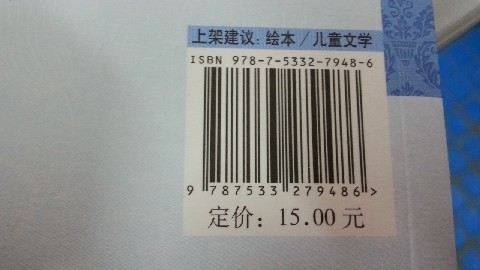 上架建议：绘本/儿童文学
ISBN 978-7-5332-7948-6
9 787533 279486>
定价：15.00元